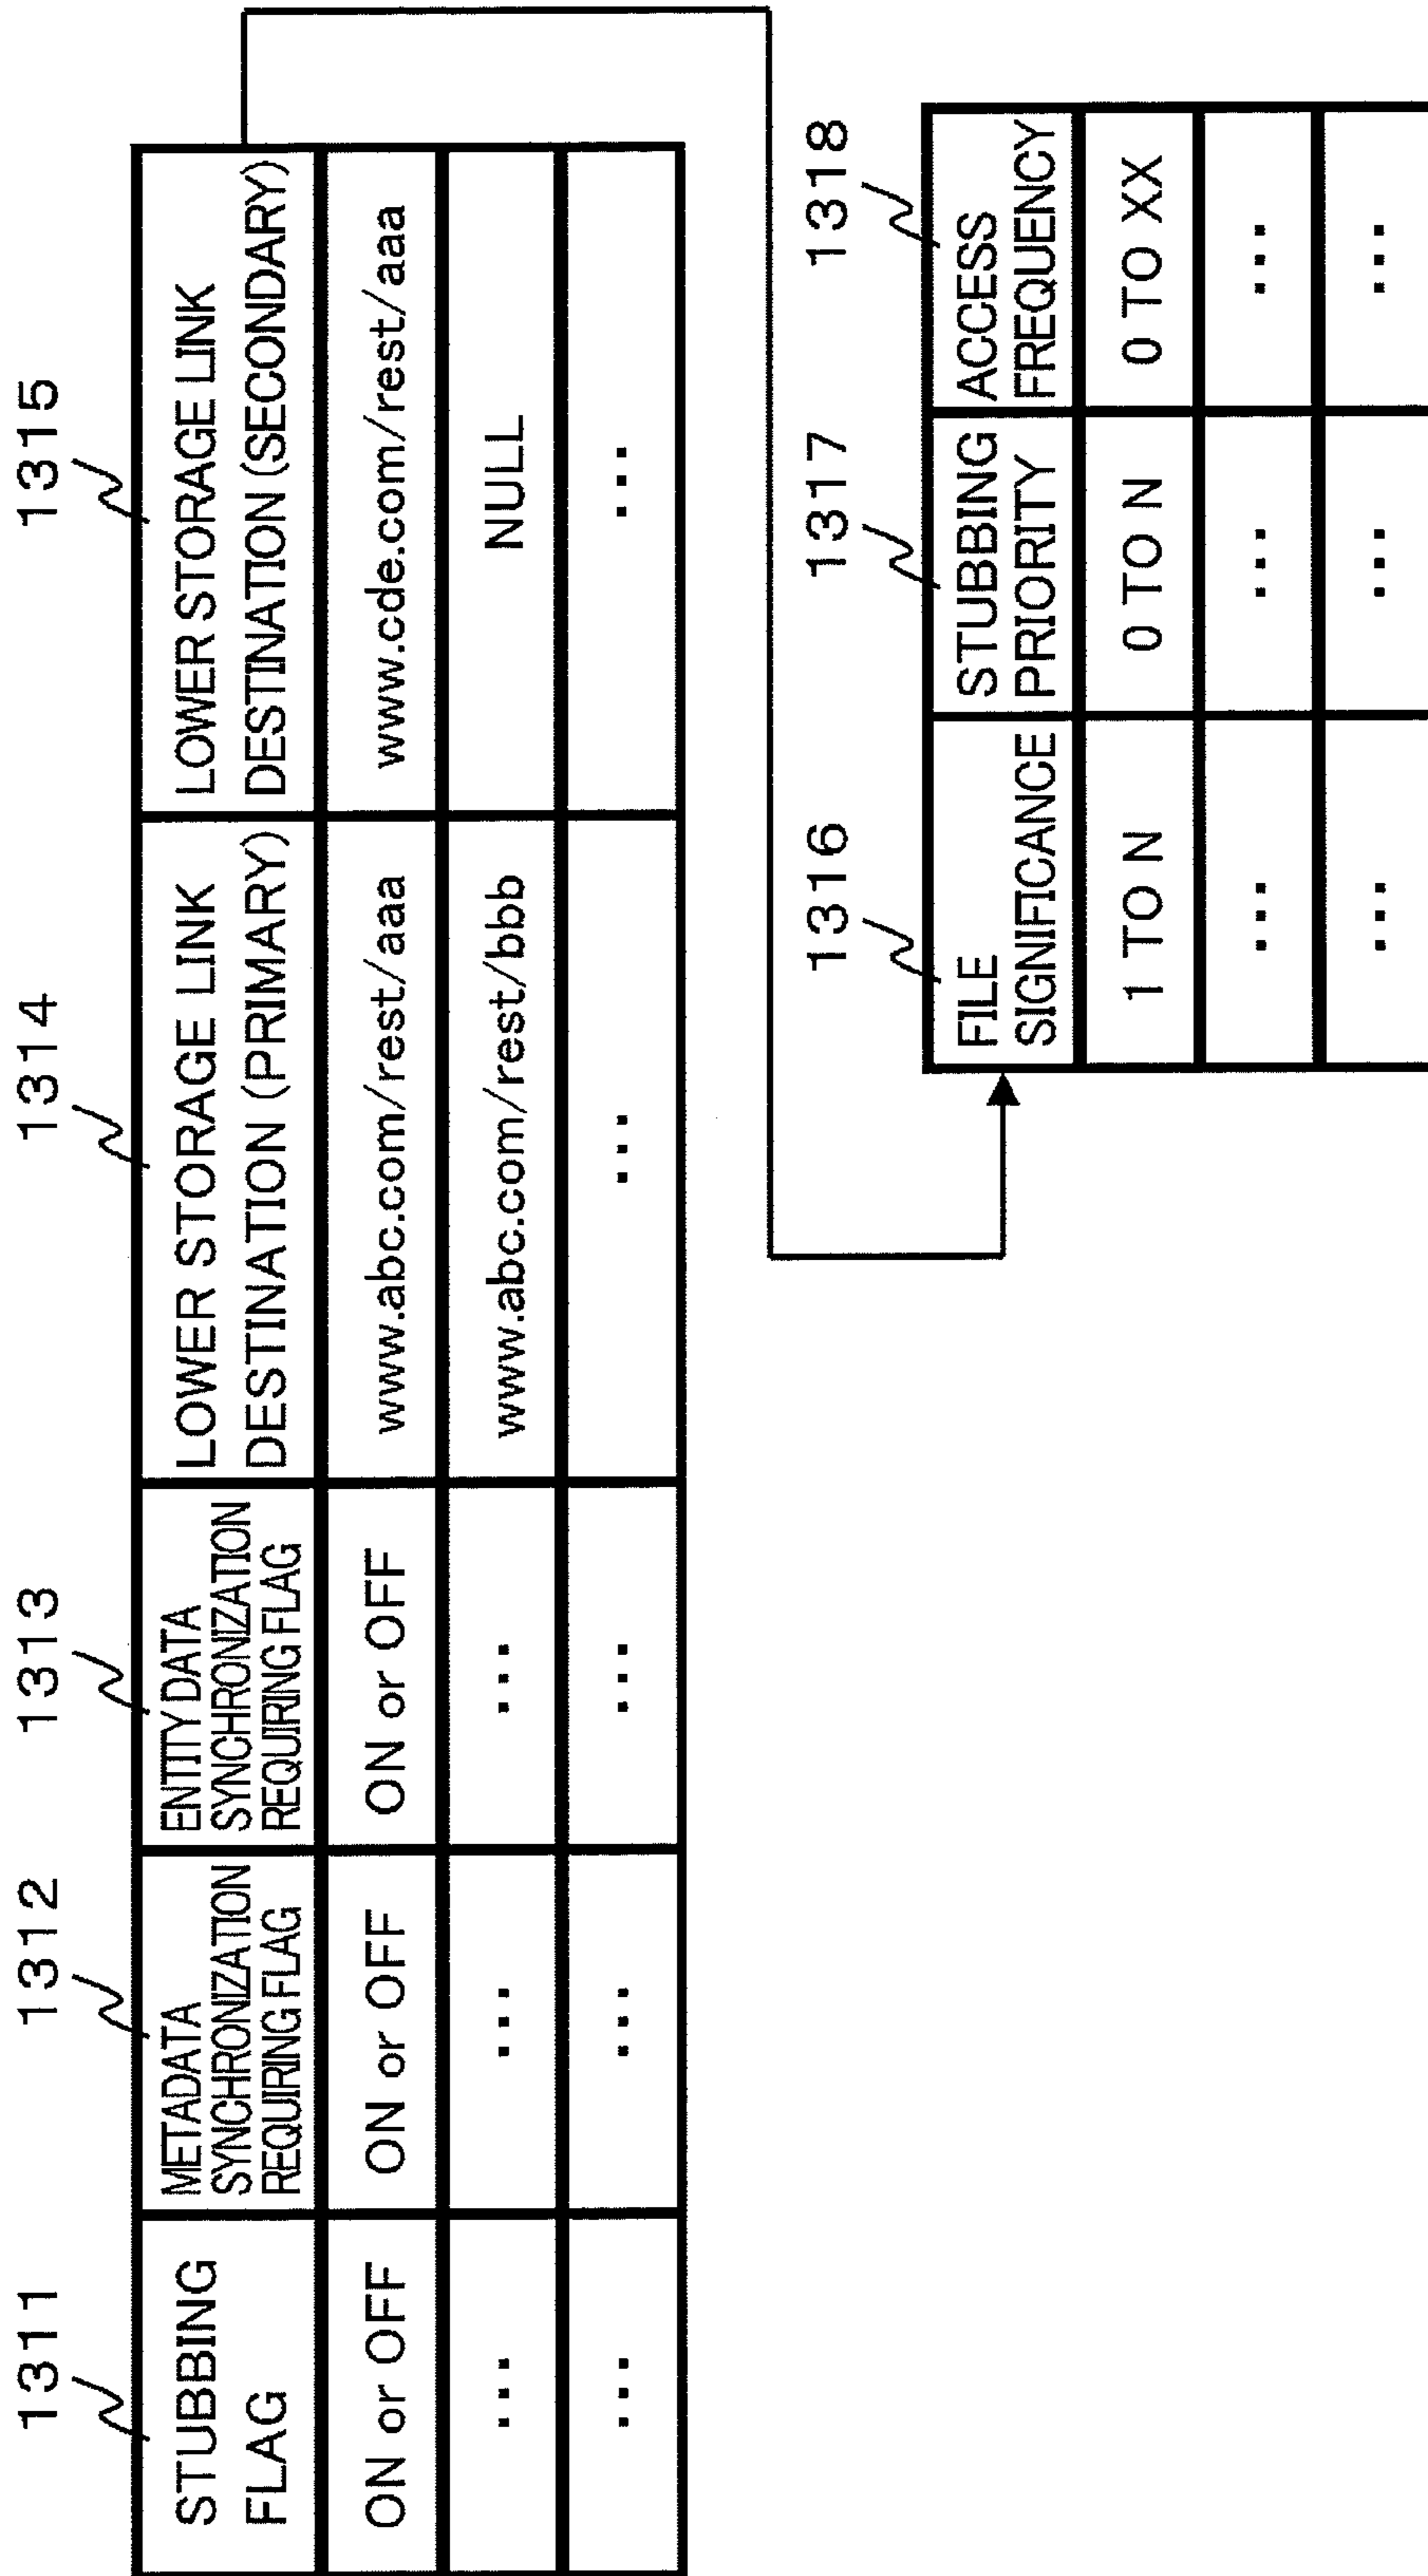 1311
1312
1313
1314
1315
STUBBING
FLAG
METADATA
SYNCHRONIZATION
REQUIRING FLAG
ENTITY DATA
SYNCHRONIZATION
REQUIRING FLAG
LOWER STORAGE LINK
DESTINATION (PRIMARY)
LOWER STORAGE LINK
DESTINATION (SECONDARY)
ON or OFF
ON or OFF
ON or OFF
www.abc.com/rest/aaa
www.cde.com/rest/aaa
...
...
...
www.abc.com/rest/bbb
NULL
...
...
...
...
...
1316
1317
1318
FILE
SIGNIFICANCE
STUBBING
PRIORITY
ACCESS
FREQUENCY
1 TO N
0 TO N
0 TO XX
...
...
...
...
...
...